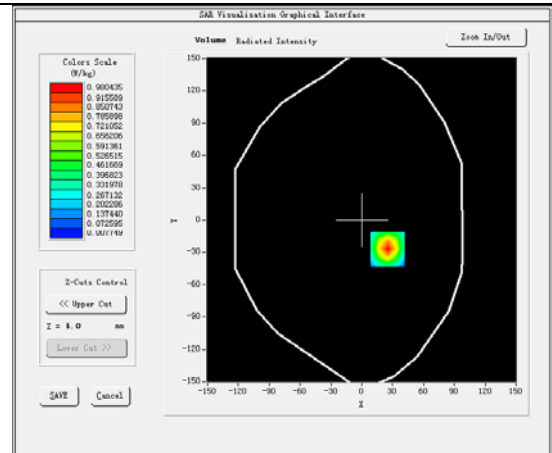 SAR Visualisation Graphical Interface
Volume Radiated Intensity
Zoom In/Out
Colors Scale
(W/kg)
0.980435
0.915589
0.850743
0.785898
0.721052
0.656206
0.591361
0.526515
0.461669
0.396823
0.331978
0.267132
0.202286
0.137440
0.072595
0.007749
Z-Cuts Control
<< Upper Cut
Z = 4.0 mm
Lower Cut >>
SAVE
Cancel
150
120
90
60
30
0
-30
-60
-90
-120
-150
Y
-150 -120 -90 -60 -30 0 30 60 90 120 150
X